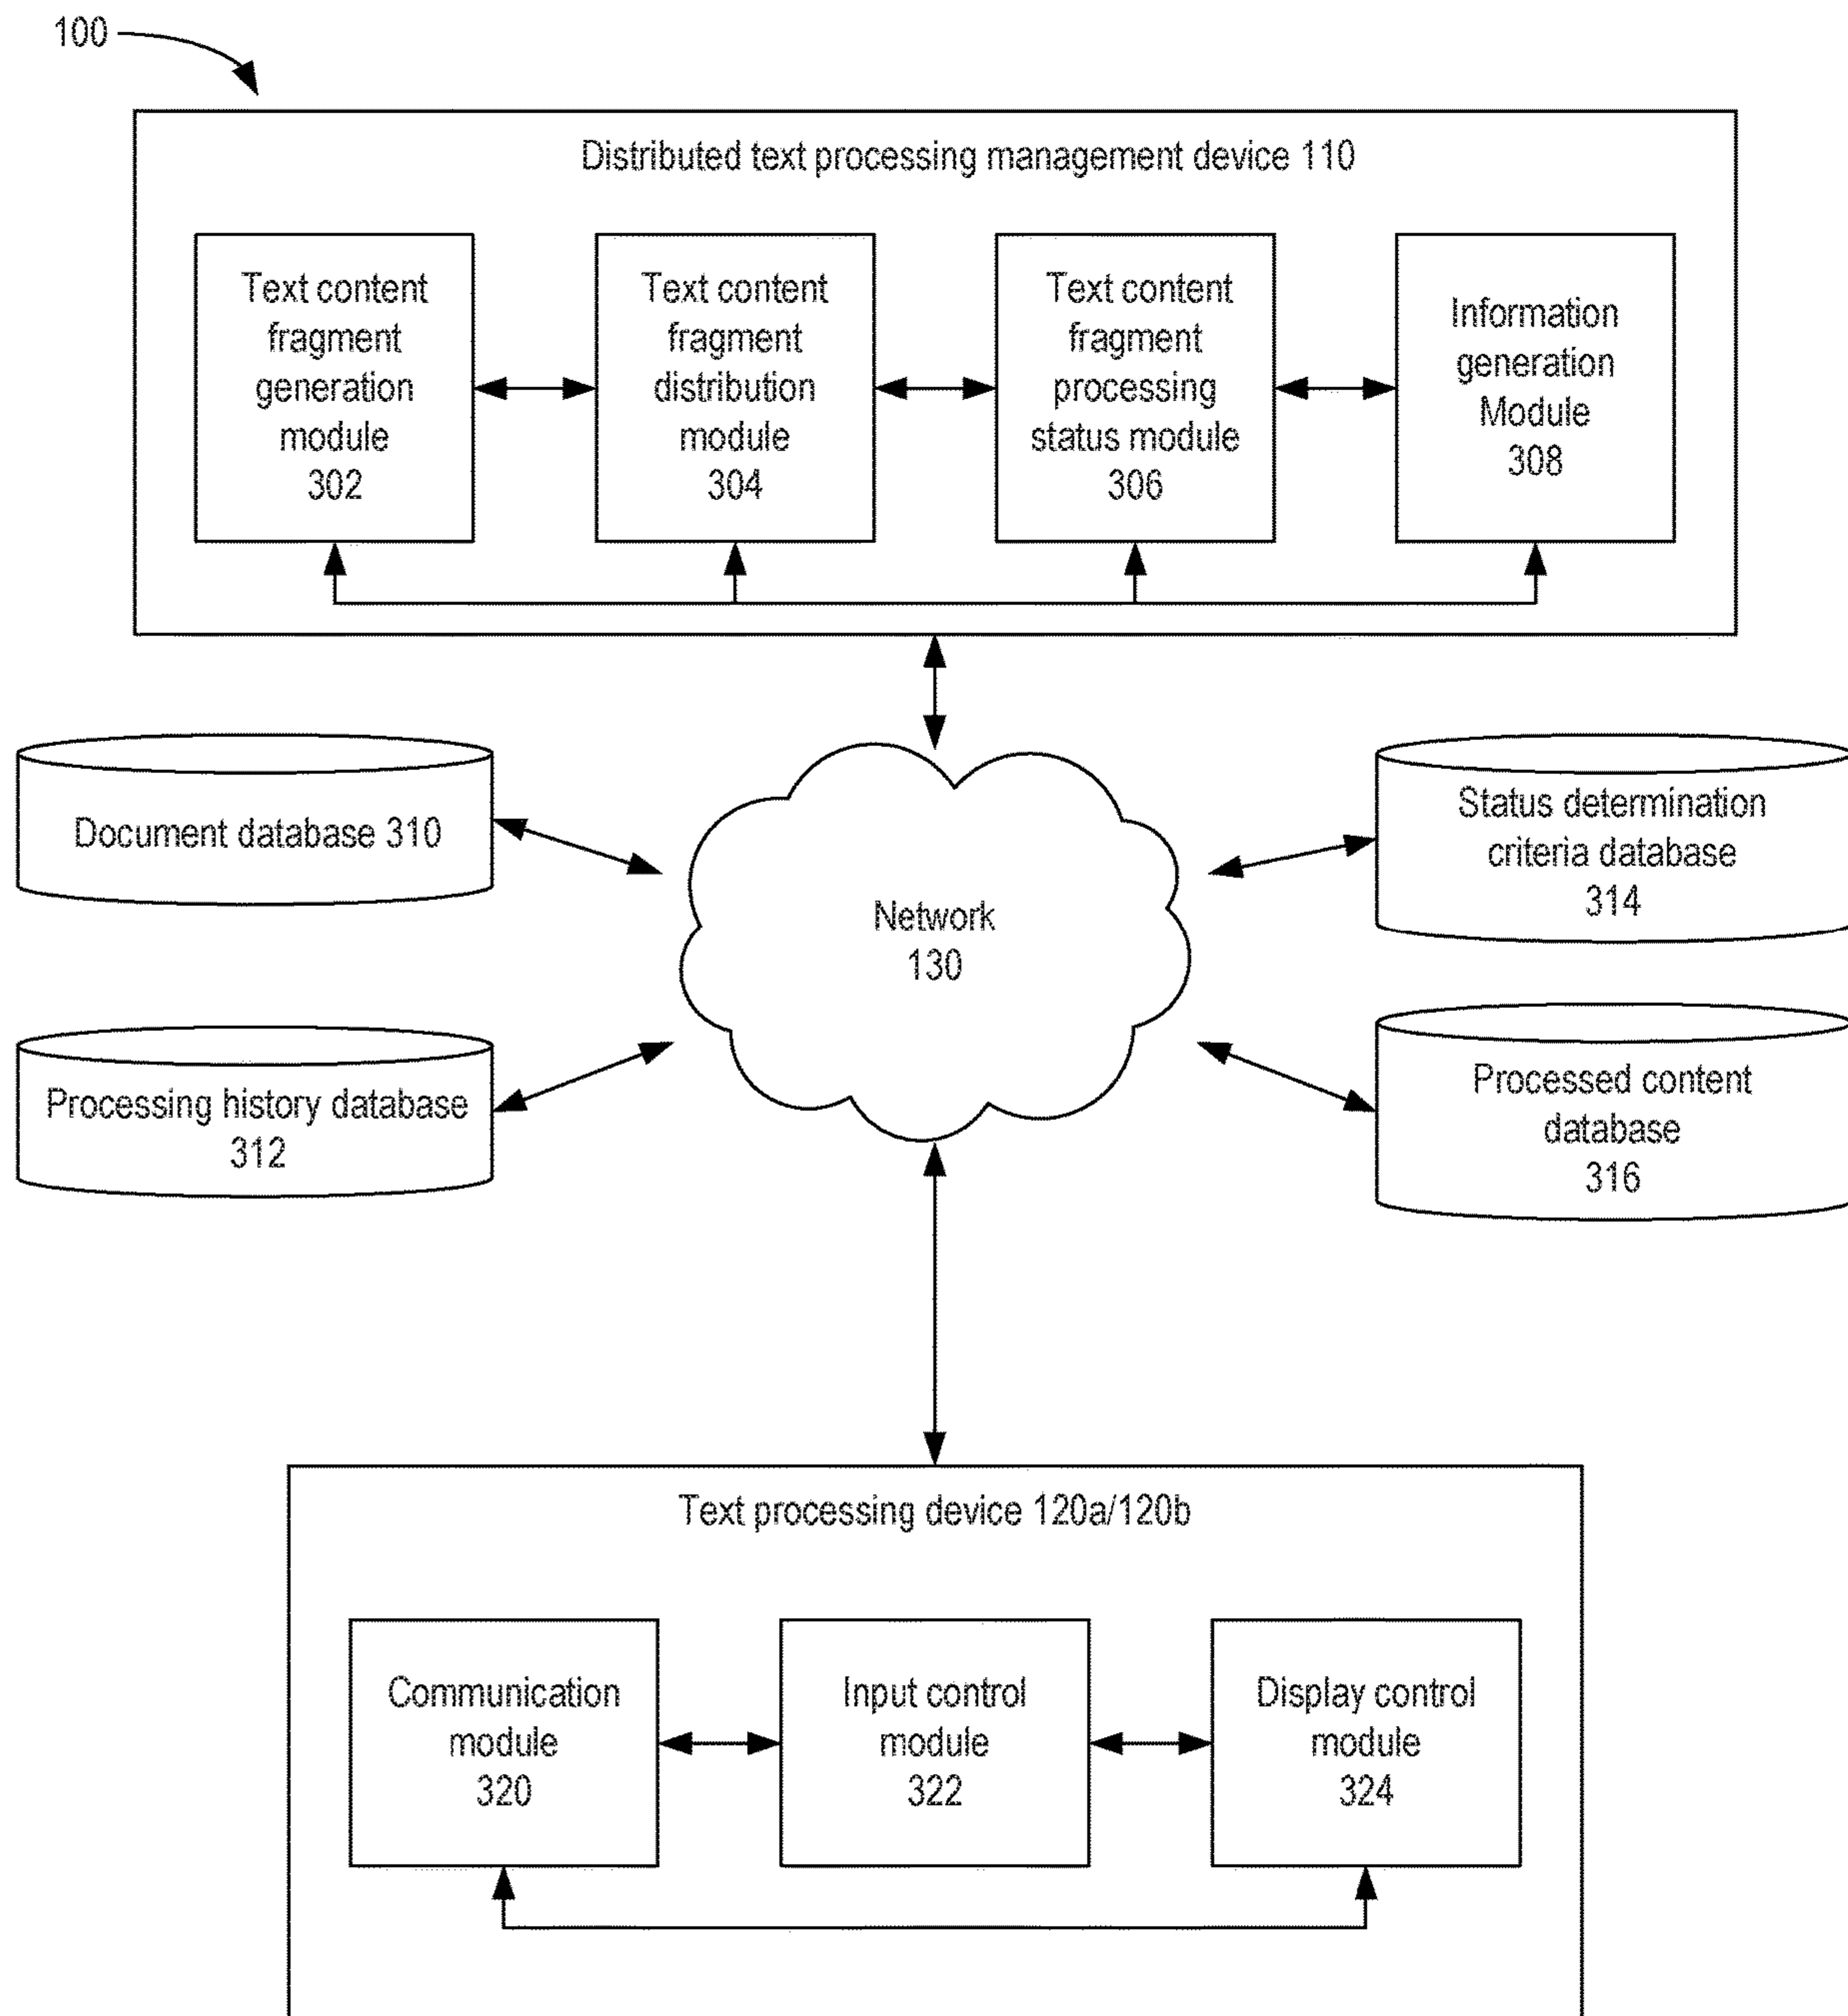 100
Distributed text processing management device 110
Text content
fragment
generation
module
302
Text content
fragment
distribution
module
304
Text content
fragment
processing
status module
306
Information
generation
Module
308
Document database 310
Status determination
criteria database
314
Network
130
Processing history database
312
Processed content
database
316
Text processing device 120a/120b
Communication
module
320
Input control
module
322
Display control
module
324